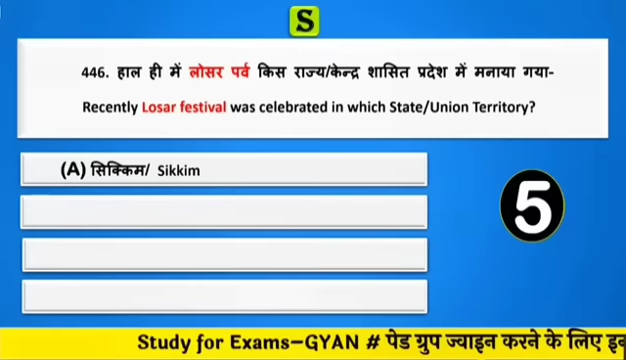 S
446. हाल ही में लोसर पर्व किस राज्य/केन्द्र शासित प्रदेश में मनाया गया-
Recently Losar festival was celebrated in which State/Union Territory?
(A) सिक्किम/ Sikkim
5
Study for Exams-GYAN # पेड ग्रुप ज्वाइन करने के लिए